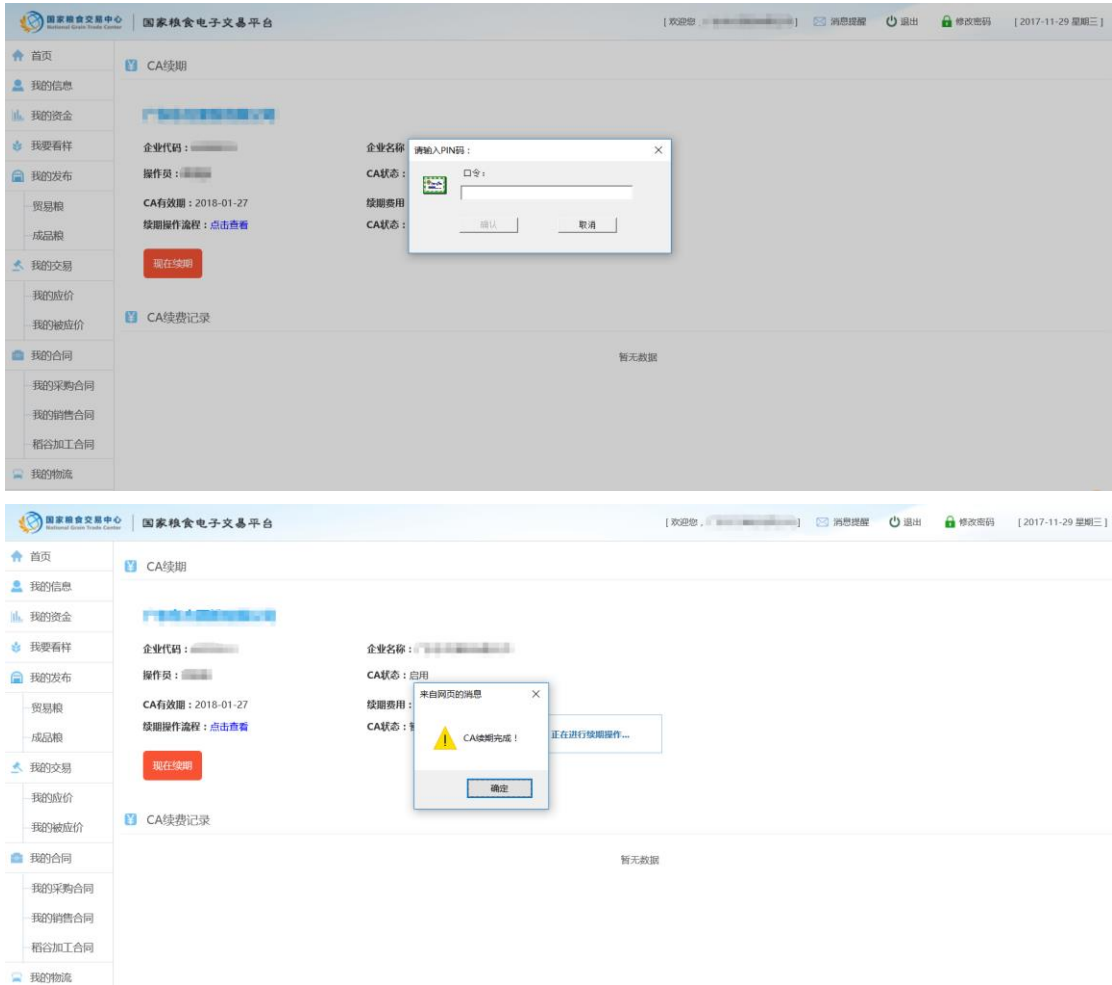 国家粮食交易中心 国家粮食电子交易平台 [ 欢迎您， ] 消息提醒 退出 修改密码 [ 2017-11-29 星期三 ]
National Grain Trade Center
首页
CA续期
我的信息
我的资金
我要看样
企业代码： 企业名称
请输入PIN码：
口令：
我的发布
操作员： CA状态：
贸易粮
CA有效期：2018-01-27 续期费用
成品粮
续期操作流程：点击查看 CA状态：
确认 取消
我的交易
现在续期
我的应价
我的被应价
CA续费记录
我的合同
暂无数据
我的采购合同
我的销售合同
稻谷加工合同
我的物流
国家粮食交易中心 国家粮食电子交易平台 [ 欢迎您， ] 消息提醒 退出 修改密码 [ 2017-11-29 星期三 ]
National Grain Trade Center
首页
CA续期
我的信息
我的资金
我要看样
企业代码： 企业名称：
我的发布
操作员： CA状态：启用
来自网页的消息
贸易粮
CA有效期：2018-01-27 续期费用：
成品粮
续期操作流程：点击查看 CA状态：
CA续期完成！
正在进行续期操作...
我的交易
现在续期
确定
我的应价
我的被应价
CA续费记录
我的合同
暂无数据
我的采购合同
我的销售合同
稻谷加工合同
我的物流